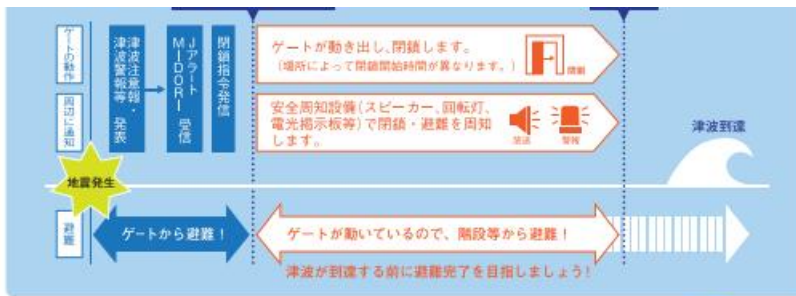 ゲートの動作
周辺に通知
津波注意報・
津波警報等 発表
Jアラート
MIDORI 受信
閉鎖指令発信
ゲートが動き出し、閉鎖します。
(場所によって閉鎖開始時間が異なります。)
閉鎖
安全周知設備(スピーカー、回転灯、
電光掲示板等)で閉鎖・避難を周知
します。
放送
警報
津波到達
地震発生
避難
ゲートから避難!
ゲートが動いているので、階段等から避難!
津波が到達する前に避難完了を目指しましょう!